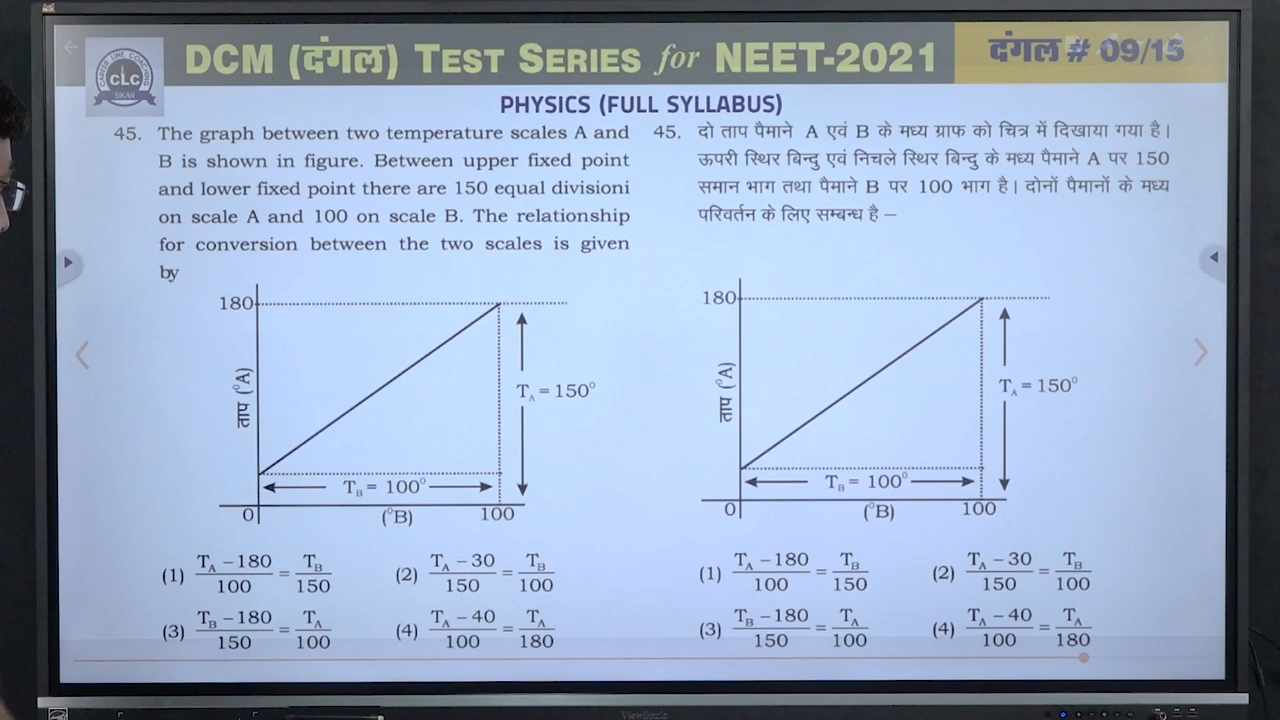 DCM (दंगल) TEST SERIES for NEET-2021
दंगल # 09/15
CAREER LINE COACHING
CLC
SIKAR
PHYSICS (FULL SYLLABUS)
45. The graph between two temperature scales A and
B is shown in figure. Between upper fixed point
and lower fixed point there are 150 equal divisioni
on scale A and 100 on scale B. The relationship
for conversion between the two scales is given
by
180
ताप (°A)
T_A = 150°
T_B = 100°
0
(°B)
100
(1) (T_A – 180)/100 = T_B/150
(2) (T_A – 30)/150 = T_B/100
(3) (T_B – 180)/150 = T_A/100
(4) (T_A – 40)/100 = T_A/180
45. दो ताप पैमाने A एवं B के मध्य ग्राफ को चित्र में दिखाया गया है।
ऊपरी स्थिर बिन्दु एवं निचले स्थिर बिन्दु के मध्य पैमाने A पर 150
समान भाग तथा पैमाने B पर 100 भाग है। दोनों पैमानों के मध्य
परिवर्तन के लिए सम्बन्ध है –
180
ताप (°A)
T_A = 150°
T_B = 100°
0
(°B)
100
(1) (T_A – 180)/100 = T_B/150
(2) (T_A – 30)/150 = T_B/100
(3) (T_B – 180)/150 = T_A/100
(4) (T_A – 40)/100 = T_A/180
ViewSonic